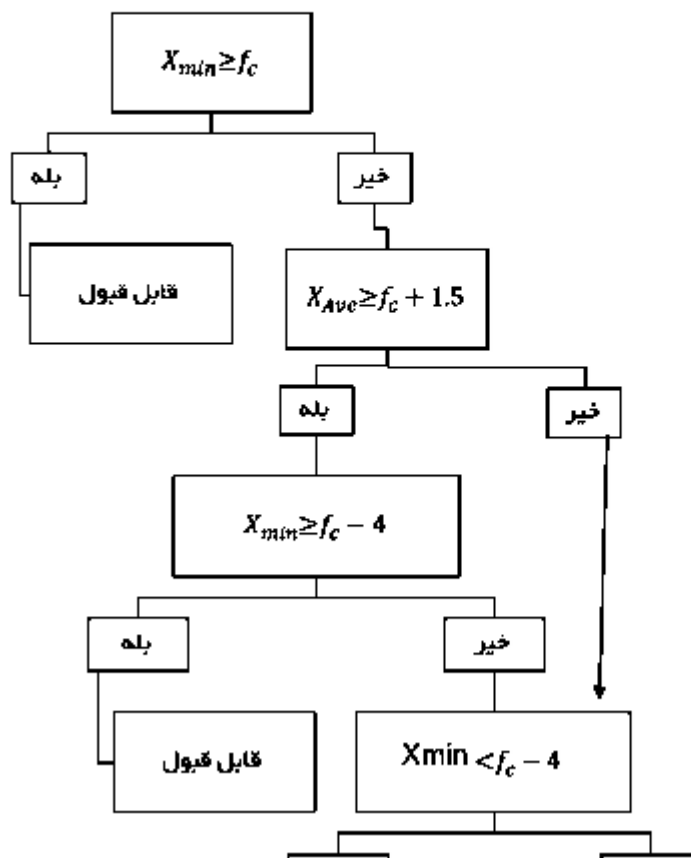 X_min≥f_c
بله
خیر
قابل قبول
X_Ave≥f_c + 1.5
بله
خیر
X_min≥f_c − 4
بله
خیر
قابل قبول
Xmin <f_c − 4